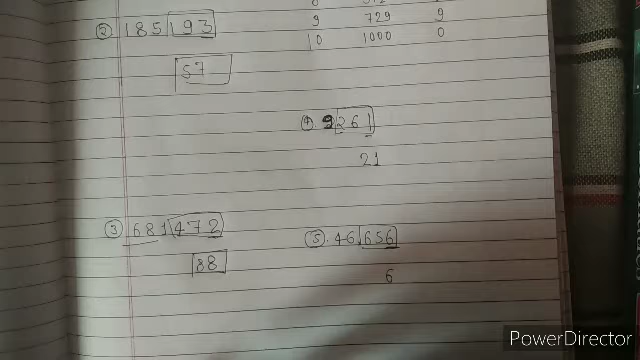 9 729 9
10 1000 0
② 185193
57
④ 9261
21
③ 681472
88
⑤. 46656
6
PowerDirector